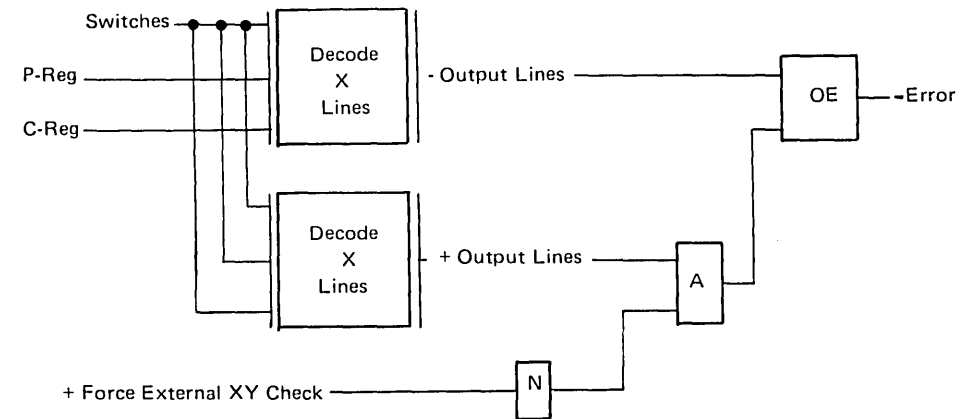 Switches
P-Reg
C-Reg
Decode
X
Lines
- Output Lines
OE
-Error
Decode
X
Lines
+ Output Lines
A
+ Force External XY Check
N